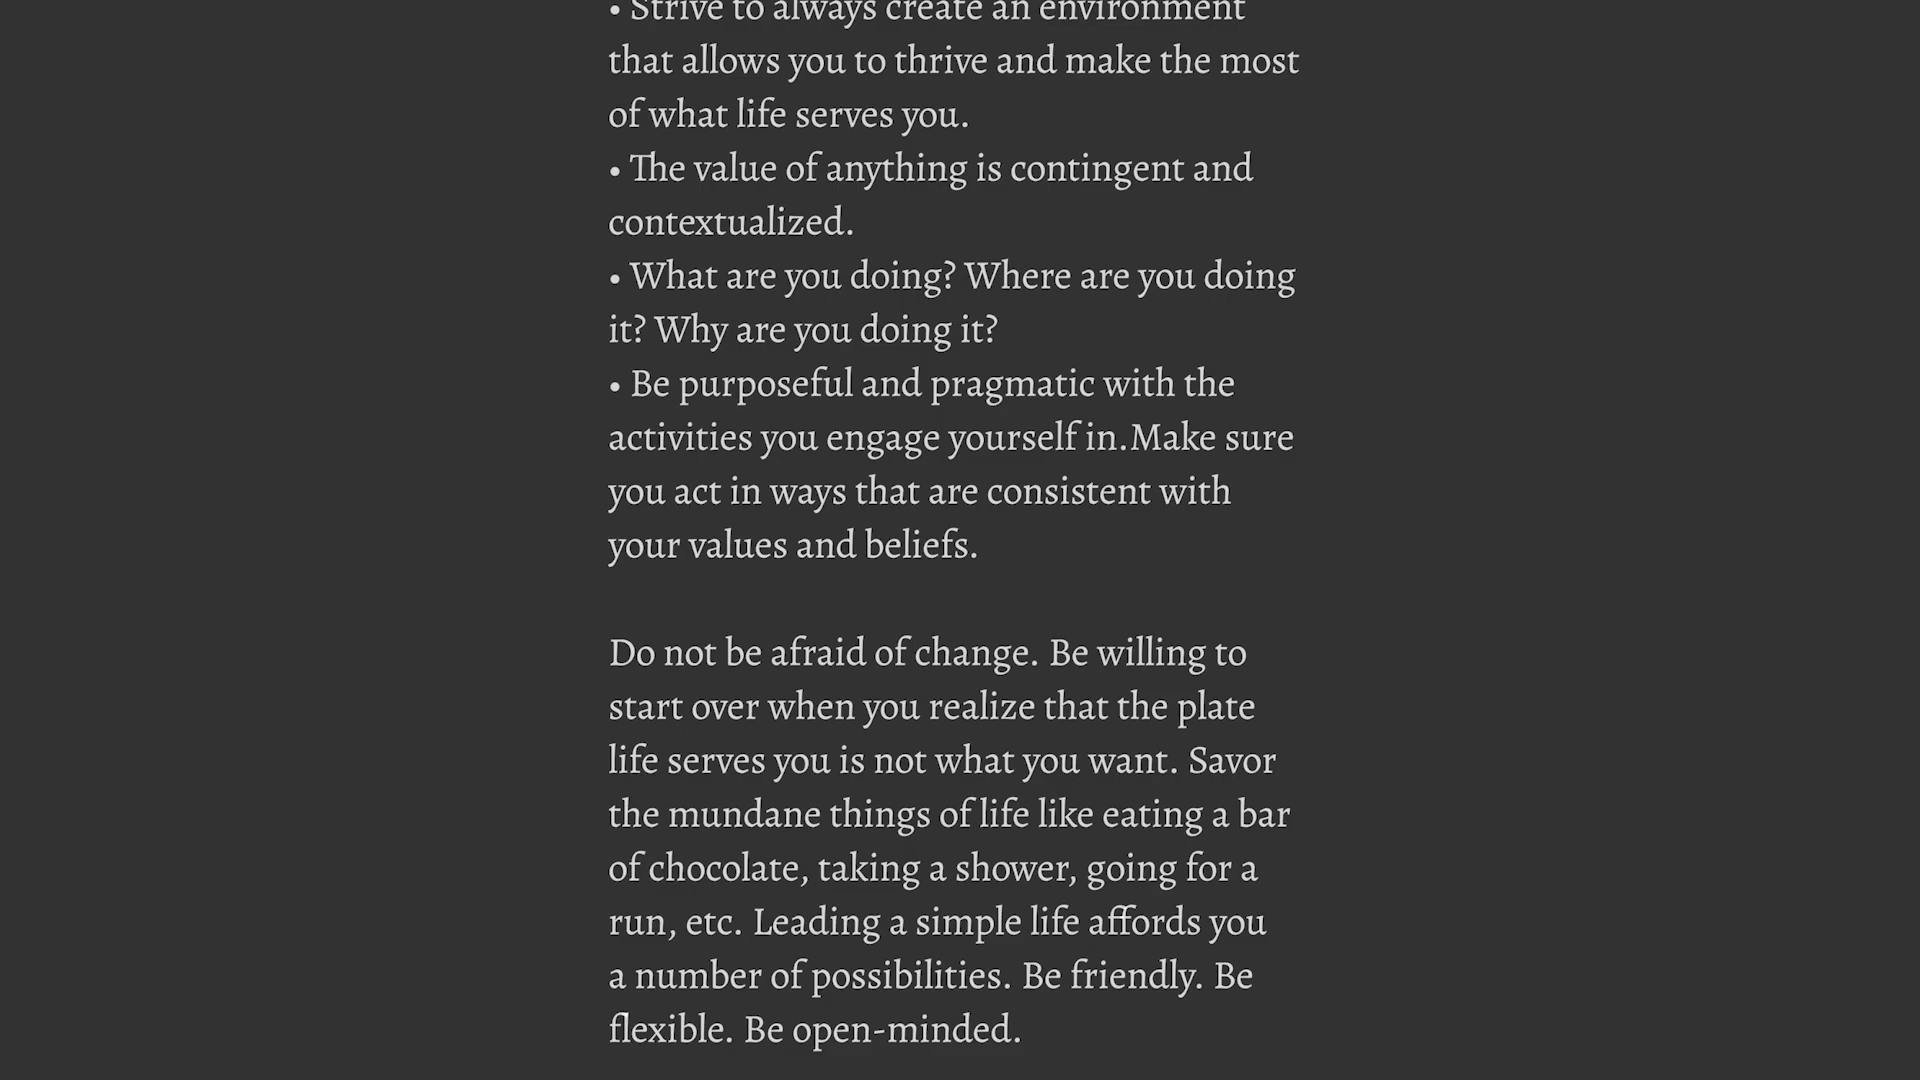 • Strive to always create an environment
that allows you to thrive and make the most
of what life serves you.
• The value of anything is contingent and
contextualized.
• What are you doing? Where are you doing
it? Why are you doing it?
• Be purposeful and pragmatic with the
activities you engage yourself in.Make sure
you act in ways that are consistent with
your values and beliefs.
Do not be afraid of change. Be willing to
start over when you realize that the plate
life serves you is not what you want. Savor
the mundane things of life like eating a bar
of chocolate, taking a shower, going for a
run, etc. Leading a simple life affords you
a number of possibilities. Be friendly. Be
flexible. Be open-minded.